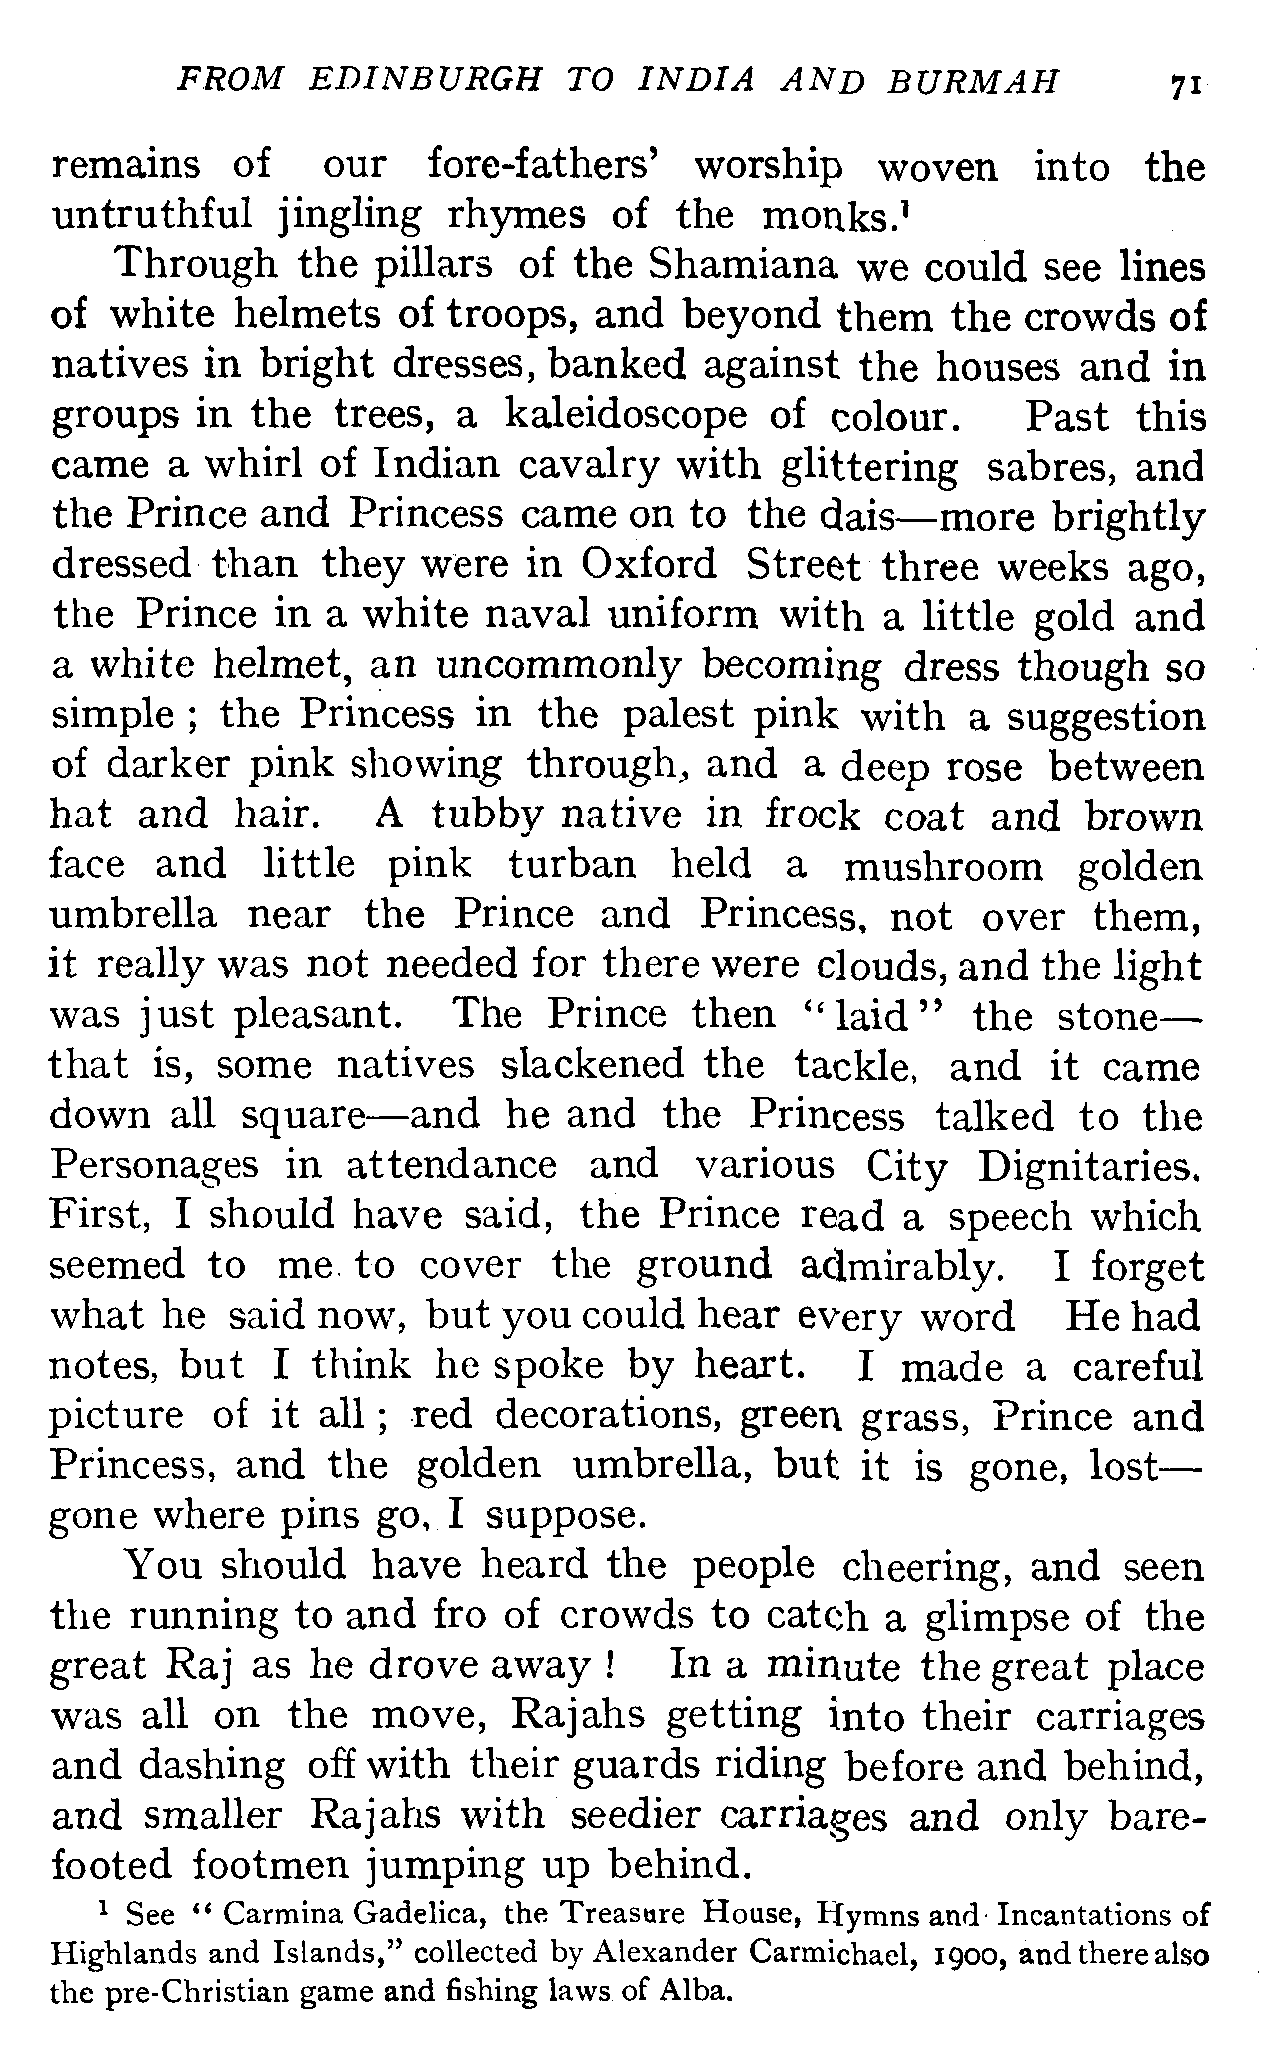 FROM EDINBURGH TO INDIA AND BURMAH 71
remains of our fore-fathers' worship woven into the
untruthful jingling rhymes of the monks.¹
Through the pillars of the Shamiana we could see lines
of white helmets of troops, and beyond them the crowds of
natives in bright dresses, banked against the houses and in
groups in the trees, a kaleidoscope of colour. Past this
came a whirl of Indian cavalry with glittering sabres, and
the Prince and Princess came on to the dais—more brightly
dressed than they were in Oxford Street three weeks ago,
the Prince in a white naval uniform with a little gold and
a white helmet, an uncommonly becoming dress though so
simple ; the Princess in the palest pink with a suggestion
of darker pink showing through, and a deep rose between
hat and hair. A tubby native in frock coat and brown
face and little pink turban held a mushroom golden
umbrella near the Prince and Princess, not over them,
it really was not needed for there were clouds, and the light
was just pleasant. The Prince then “ laid ” the stone—
that is, some natives slackened the tackle, and it came
down all square—and he and the Princess talked to the
Personages in attendance and various City Dignitaries.
First, I should have said, the Prince read a speech which
seemed to me to cover the ground admirably. I forget
what he said now, but you could hear every word He had
notes, but I think he spoke by heart. I made a careful
picture of it all ; red decorations, green grass, Prince and
Princess, and the golden umbrella, but it is gone, lost—
gone where pins go, I suppose.
You should have heard the people cheering, and seen
the running to and fro of crowds to catch a glimpse of the
great Raj as he drove away ! In a minute the great place
was all on the move, Rajahs getting into their carriages
and dashing off with their guards riding before and behind,
and smaller Rajahs with seedier carriages and only bare-
footed footmen jumping up behind.
¹ See “ Carmina Gadelica, the Treasure House, Hymns and Incantations of
Highlands and Islands,” collected by Alexander Carmichael, 1900, and there also
the pre-Christian game and fishing laws of Alba.